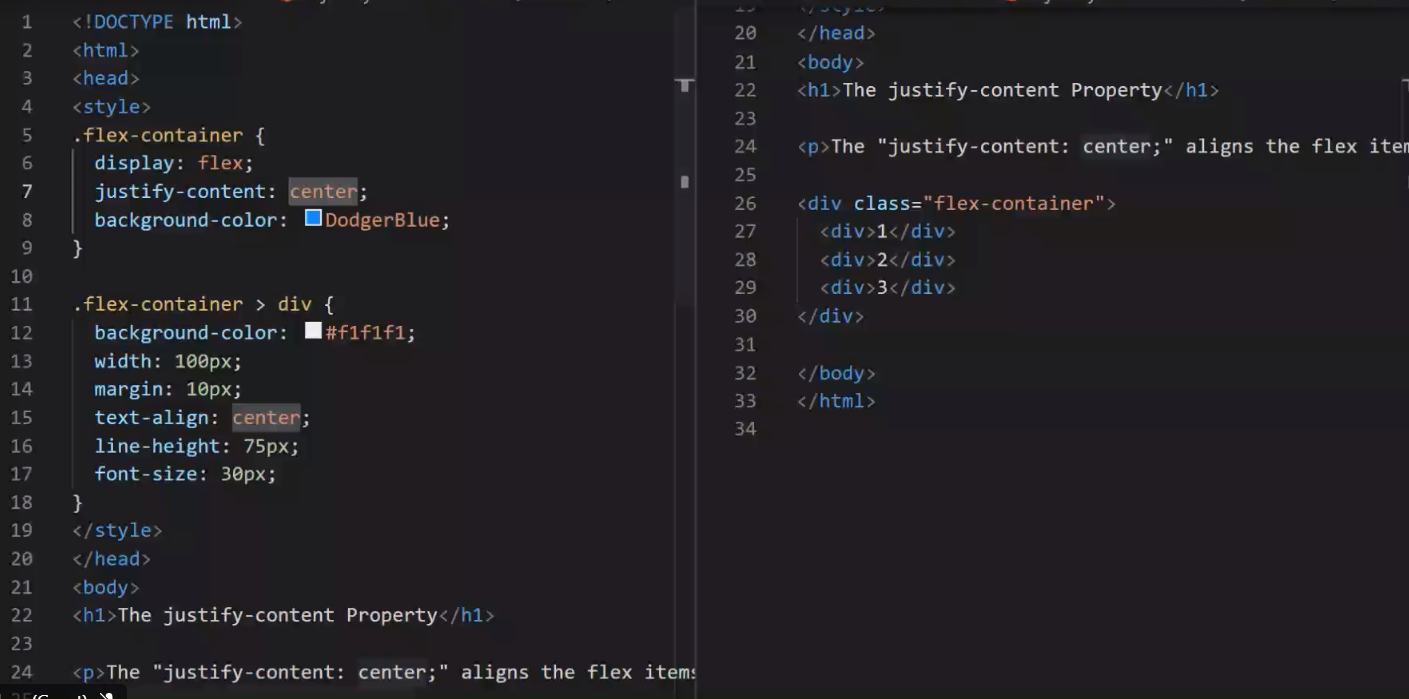 1 <!DOCTYPE html>
2 <html>
3 <head>
4 <style>
5 .flex-container {
6 display: flex;
7 justify-content: center;
8 background-color: DodgerBlue;
9 }
10
11 .flex-container > div {
12 background-color: #f1f1f1;
13 width: 100px;
14 margin: 10px;
15 text-align: center;
16 line-height: 75px;
17 font-size: 30px;
18 }
19 </style>
20 </head>
21 <body>
22 <h1>The justify-content Property</h1>
23
24 <p>The "justify-content: center;" aligns the flex items
19 </style>
20 </head>
21 <body>
22 <h1>The justify-content Property</h1>
23
24 <p>The "justify-content: center;" aligns the flex item
25
26 <div class="flex-container">
27 <div>1</div>
28 <div>2</div>
29 <div>3</div>
30 </div>
31
32 </body>
33 </html>
34